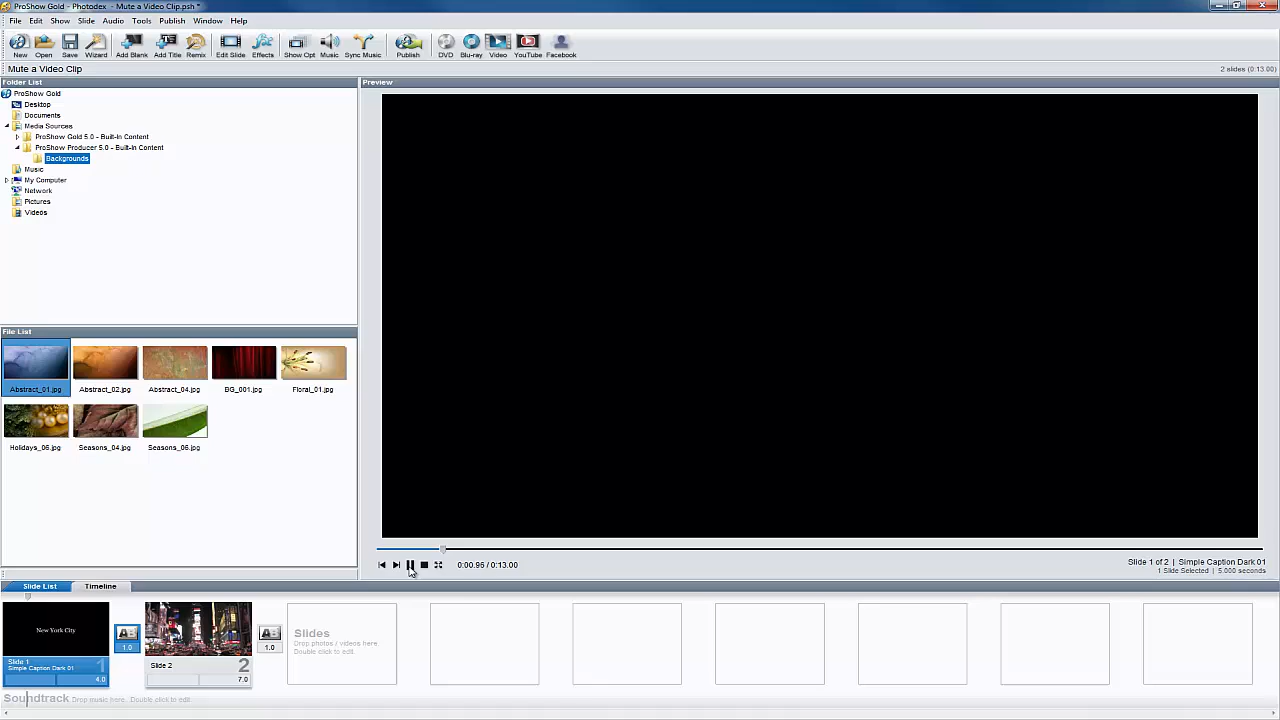 ProShow Gold - Photodex - Mute a Video Clip.psh *
File Edit Show Slide Audio Tools Publish Window Help
New Open Save Wizard Add Blank Add Title Remix Edit Slide Effects Show Opt Music Sync Music Publish DVD Blu-ray Video YouTube Facebook
Mute a Video Clip
2 slides (0:13.00)
Folder List
ProShow Gold
Desktop
Documents
Media Sources
ProShow Gold 5.0 - Built-In Content
ProShow Producer 5.0 - Built-In Content
Backgrounds
Music
My Computer
Network
Pictures
Videos
File List
Abstract_01.jpg Abstract_02.jpg Abstract_04.jpg BG_001.jpg Floral_01.jpg
Holidays_06.jpg Seasons_04.jpg Seasons_06.jpg
Preview
0:00.96 / 0:13.00
Slide 1 of 2 | Simple Caption Dark 01
1 Slide Selected | 5.000 seconds
Slide List Timeline
New York City
Slide 1
Simple Caption Dark 01
1
4.0
AB
1.0
Slide 2
2
7.0
AB
1.0
Slides
Drop photos / videos here.
Double click to edit.
Soundtrack Drop music here. Double click to edit.